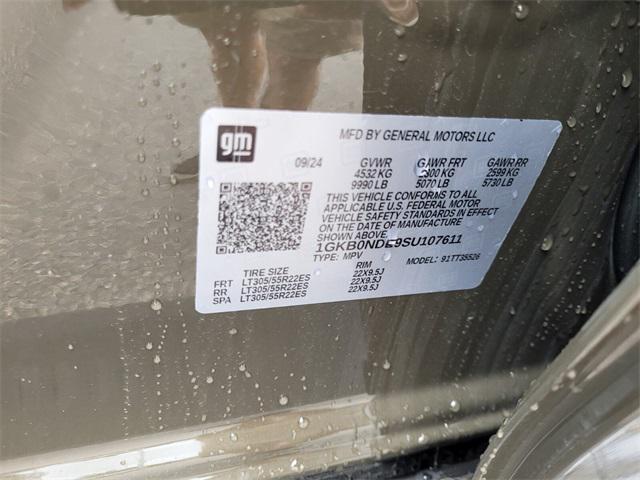 gm
MFD BY GENERAL MOTORS LLC
09/24 GVWR GAWR FRT GAWR RR
4532 KG 2300 KG 2599 KG
9990 LB 5070 LB 5730 LB
THIS VEHICLE CONFORMS TO ALL
APPLICABLE U.S. FEDERAL MOTOR
VEHICLE SAFETY STANDARDS IN EFFECT
ON THE DATE OF MANUFACTURE
SHOWN ABOVE.
1GKB0NDE9SU107611
TYPE: MPV MODEL: 91TT35526
TIRE SIZE RIM
FRT LT305/55R22ES 22X9.5J
RR LT305/55R22ES 22X9.5J
SPA LT305/55R22ES 22X9.5J